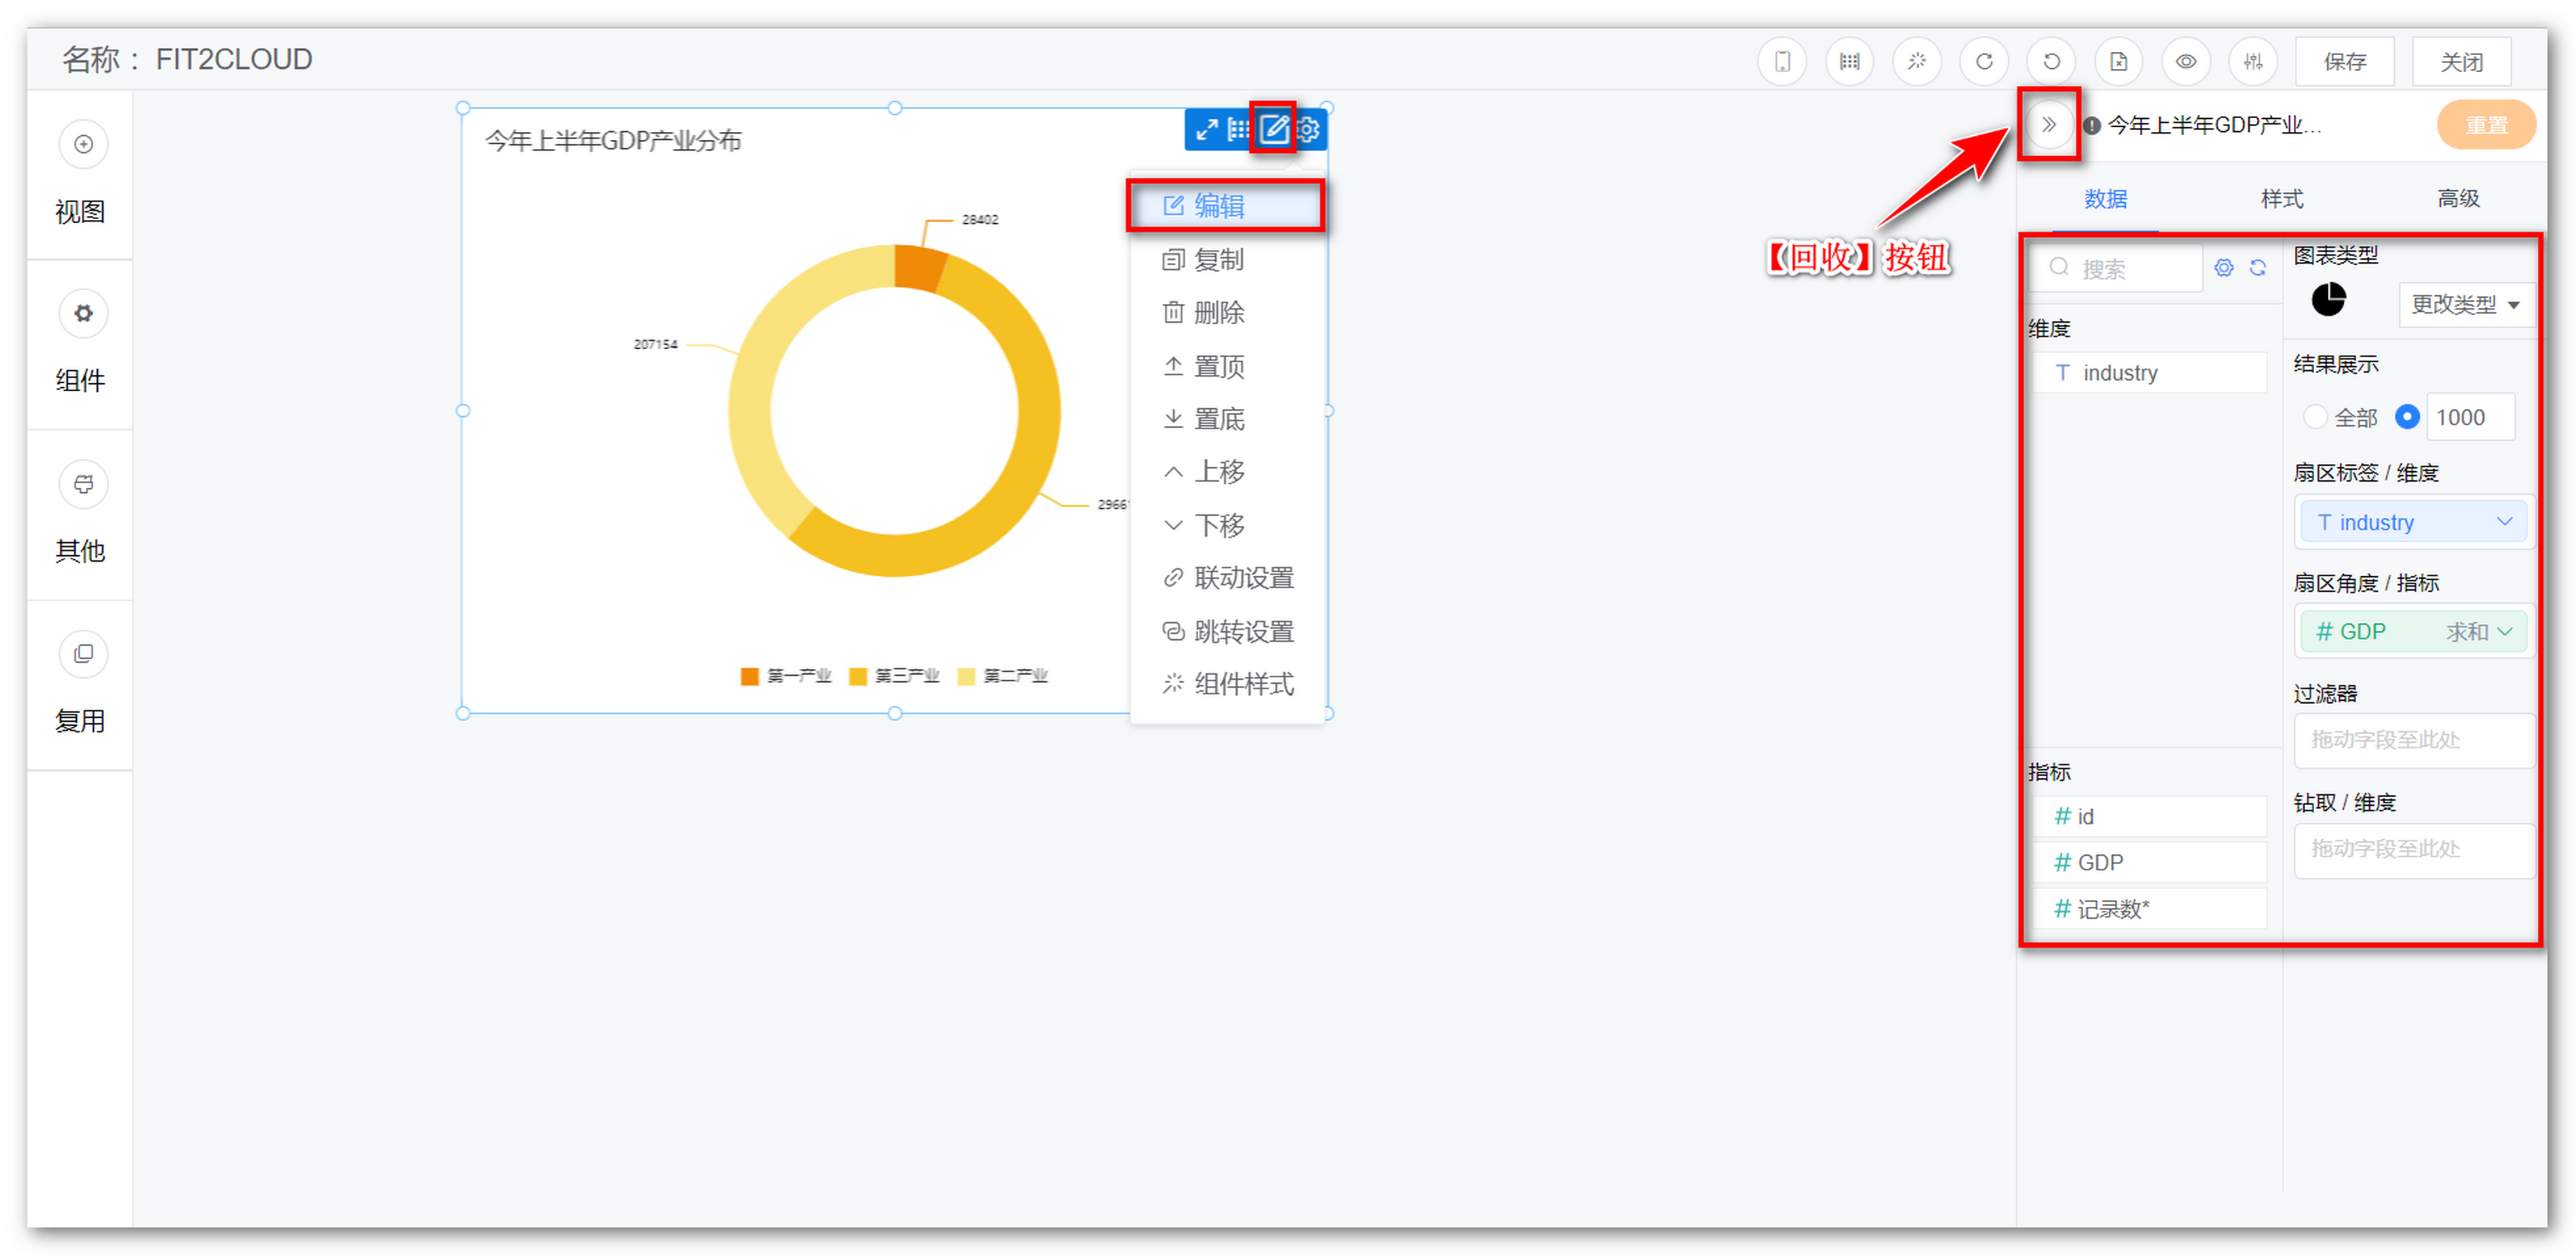 名称： FIT2CLOUD
保存
关闭
视图
组件
其他
复用
今年上半年GDP产业分布
28402
207154
第一产业
第三产业
第二产业
编辑
复制
删除
置顶
置底
上移
下移
联动设置
跳转设置
组件样式
【回收】按钮
今年上半年GDP产业...
重置
数据
样式
高级
搜索
维度
T industry
指标
# id
# GDP
# 记录数*
图表类型
更改类型
结果展示
全部
1000
扇区标签 / 维度
T industry
扇区角度 / 指标
# GDP 求和
过滤器
拖动字段至此处
钻取 / 维度
拖动字段至此处